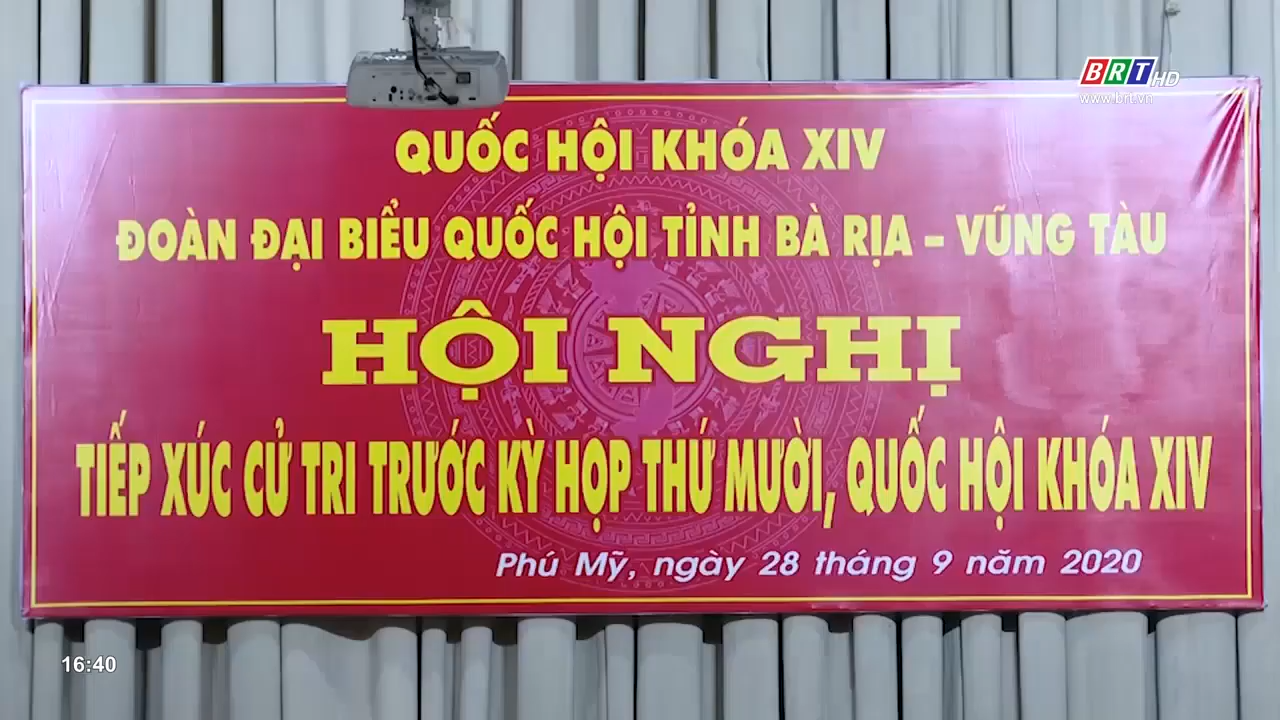 BRT HD
www.brt.vn
QUỐC HỘI KHÓA XIV
ĐOÀN ĐẠI BIỂU QUỐC HỘI TỈNH BÀ RỊA – VŨNG TÀU
HỘI NGHỊ
TIẾP XÚC CỬ TRI TRƯỚC KỲ HỌP THỨ MƯỜI, QUỐC HỘI KHÓA XIV
Phú Mỹ, ngày 28 tháng 9 năm 2020
16:40